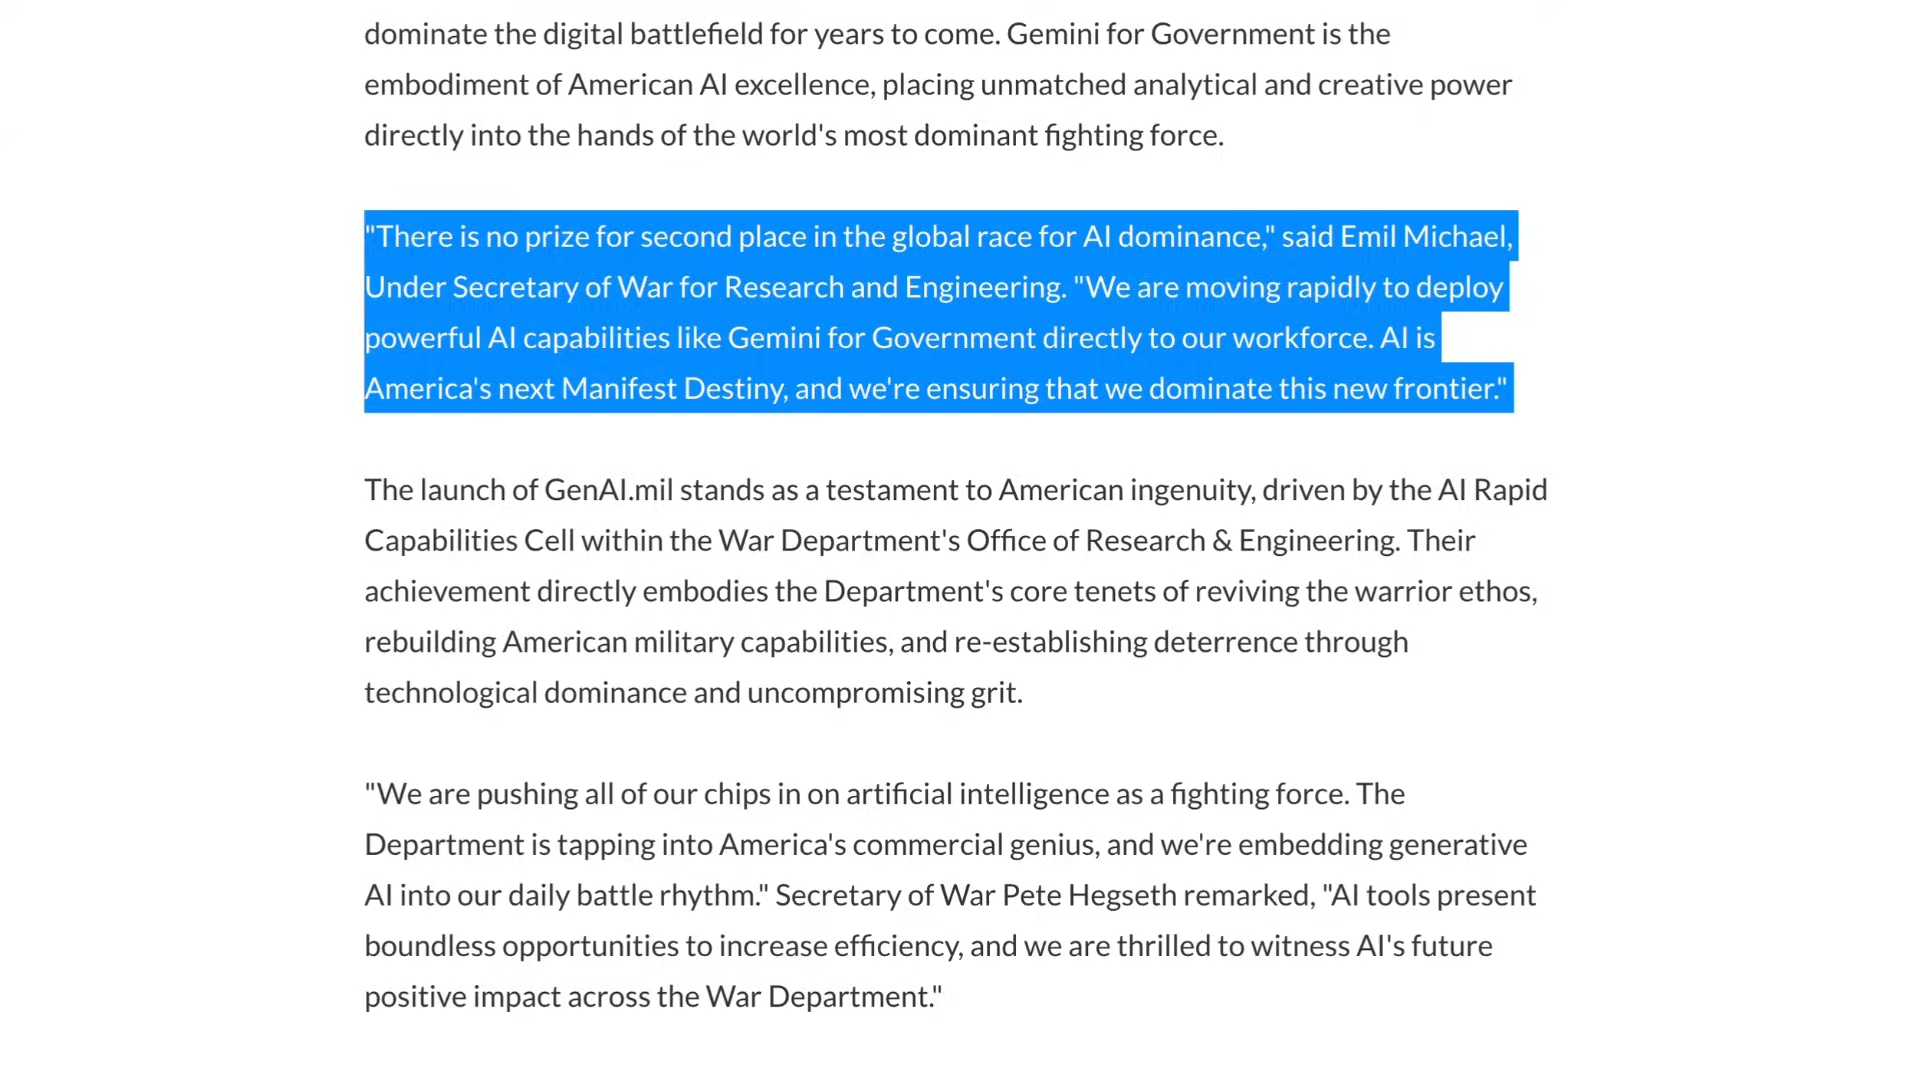 dominate the digital battlefield for years to come. Gemini for Government is the
embodiment of American AI excellence, placing unmatched analytical and creative power
directly into the hands of the world's most dominant fighting force.
"There is no prize for second place in the global race for AI dominance," said Emil Michael,
Under Secretary of War for Research and Engineering. "We are moving rapidly to deploy
powerful AI capabilities like Gemini for Government directly to our workforce. AI is
America's next Manifest Destiny, and we're ensuring that we dominate this new frontier."
The launch of GenAI.mil stands as a testament to American ingenuity, driven by the AI Rapid
Capabilities Cell within the War Department's Office of Research & Engineering. Their
achievement directly embodies the Department's core tenets of reviving the warrior ethos,
rebuilding American military capabilities, and re-establishing deterrence through
technological dominance and uncompromising grit.
"We are pushing all of our chips in on artificial intelligence as a fighting force. The
Department is tapping into America's commercial genius, and we're embedding generative
AI into our daily battle rhythm." Secretary of War Pete Hegseth remarked, "AI tools present
boundless opportunities to increase efficiency, and we are thrilled to witness AI's future
positive impact across the War Department."